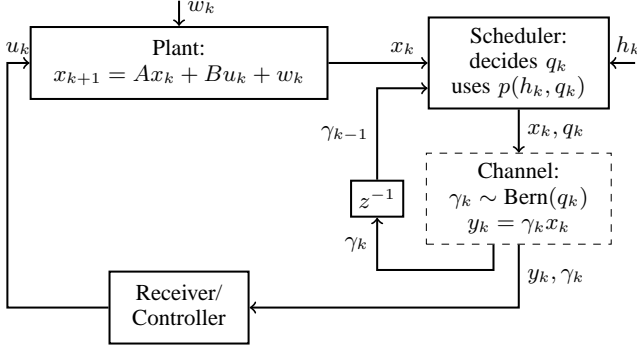 w_k
u_k
Plant:
x_{k+1} = Ax_k + Bu_k + w_k
x_k
Scheduler:
decides q_k
uses p(h_k, q_k)
h_k
γ_{k−1}
x_k, q_k
z^{−1}
Channel:
γ_k ∼ Bern(q_k)
y_k = γ_k x_k
γ_k
y_k, γ_k
Receiver/
Controller